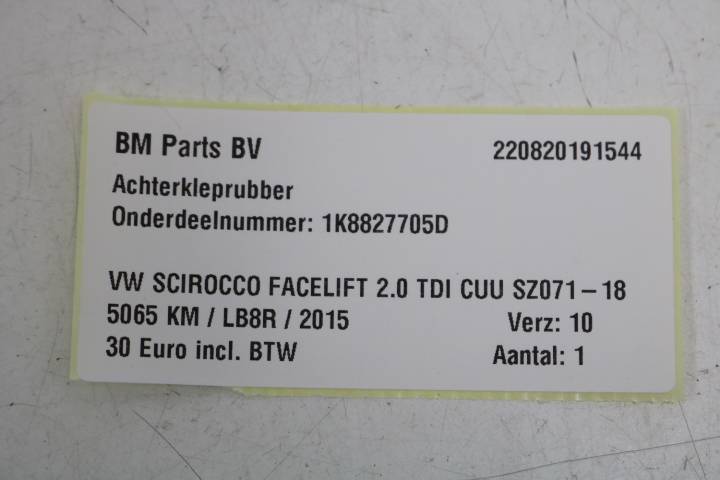 BM Parts BV 220820191544
Achterkleprubber
Onderdeelnummer: 1K8827705D
VW SCIROCCO FACELIFT 2.0 TDI CUU SZ071-18
5065 KM / LB8R / 2015 Verz: 10
30 Euro incl. BTW Aantal: 1